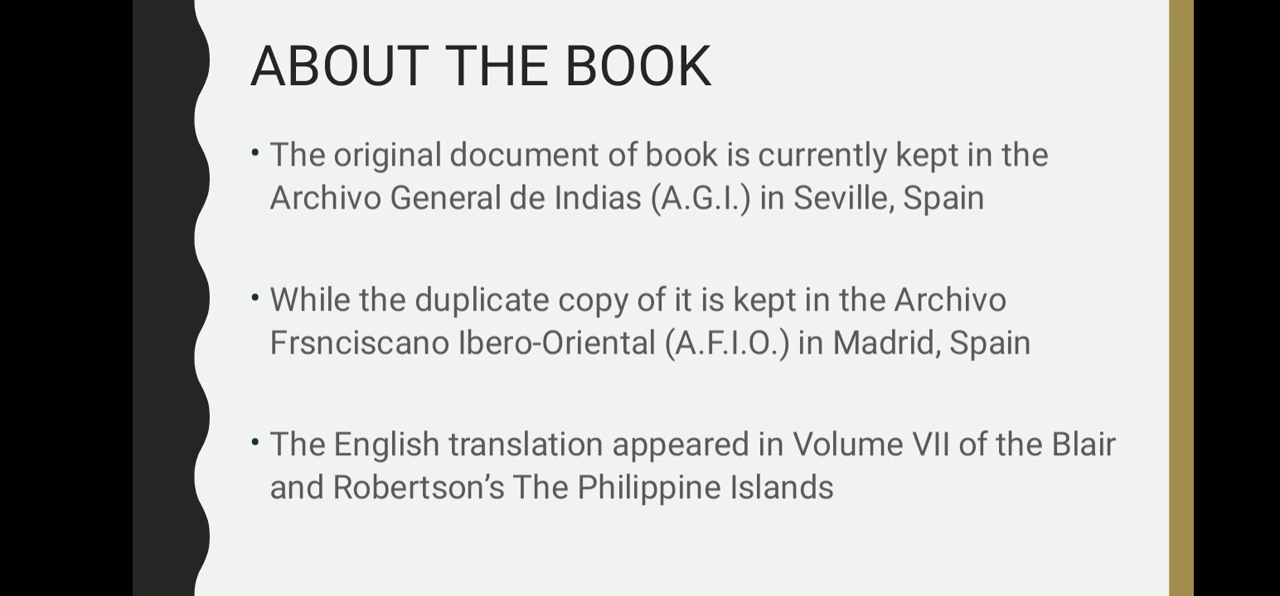 ABOUT THE BOOK
• The original document of book is currently kept in the
Archivo General de Indias (A.G.I.) in Seville, Spain
• While the duplicate copy of it is kept in the Archivo
Frsnciscano Ibero-Oriental (A.F.I.O.) in Madrid, Spain
• The English translation appeared in Volume VII of the Blair
and Robertson’s The Philippine Islands